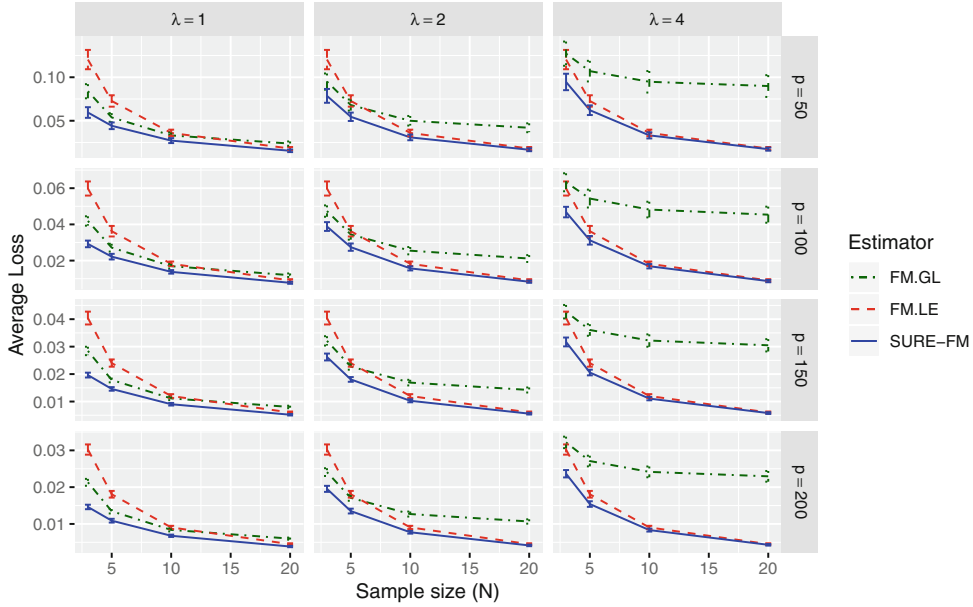 λ = 1
λ = 2
λ = 4
Average Loss
0.10
0.05
p = 50
0.06
0.04
0.02
p = 100
0.04
0.03
0.02
0.01
p = 150
0.03
0.02
0.01
p = 200
5
10
15
20
5
10
15
20
5
10
15
20
Sample size (N)
Estimator
FM.GL
FM.LE
SURE−FM